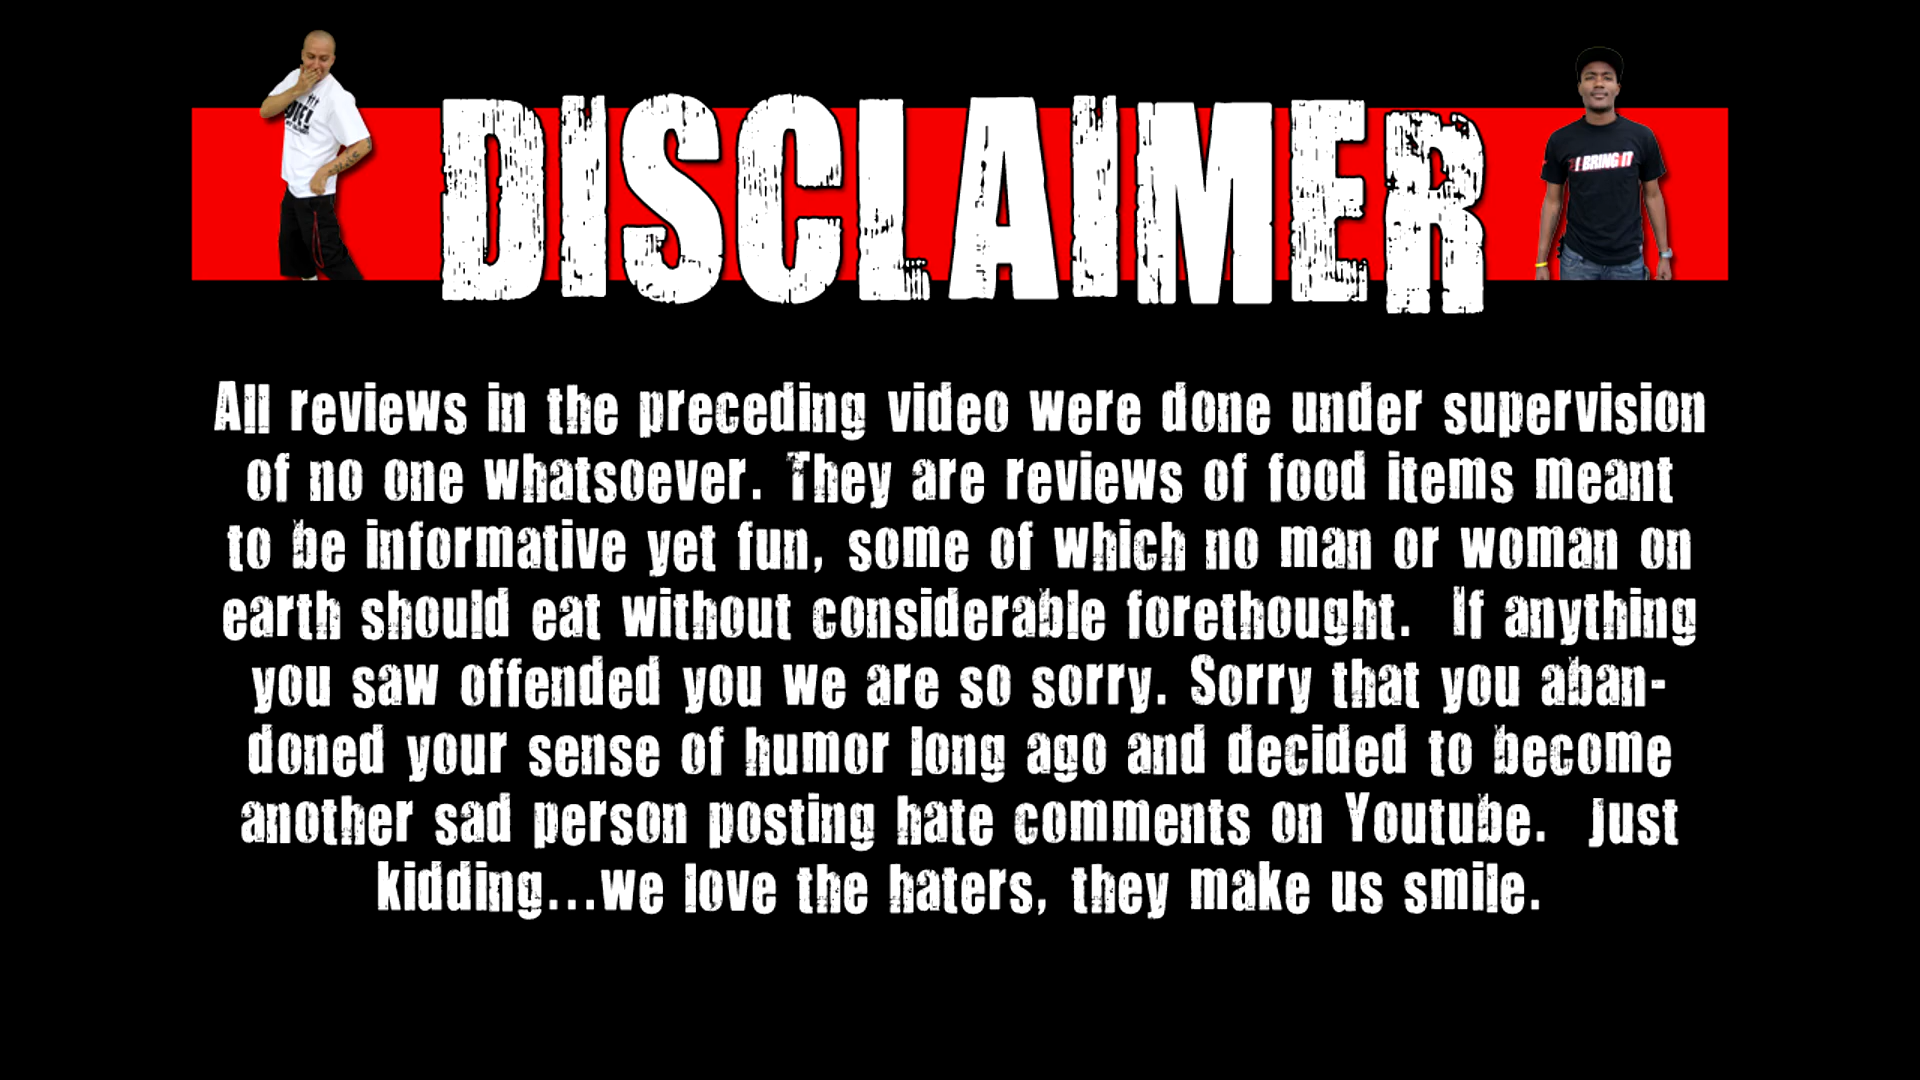 DISCLAIMER
DIET
I BRING IT
All reviews in the preceding video were done under supervision
of no one whatsoever. They are reviews of food items meant
to be informative yet fun, some of which no man or woman on
earth should eat without considerable forethought.  If anything
you saw offended you we are so sorry. Sorry that you aban-
doned your sense of humor long ago and decided to become
another sad person posting hate comments on Youtube.  Just
kidding...we love the haters, they make us smile.